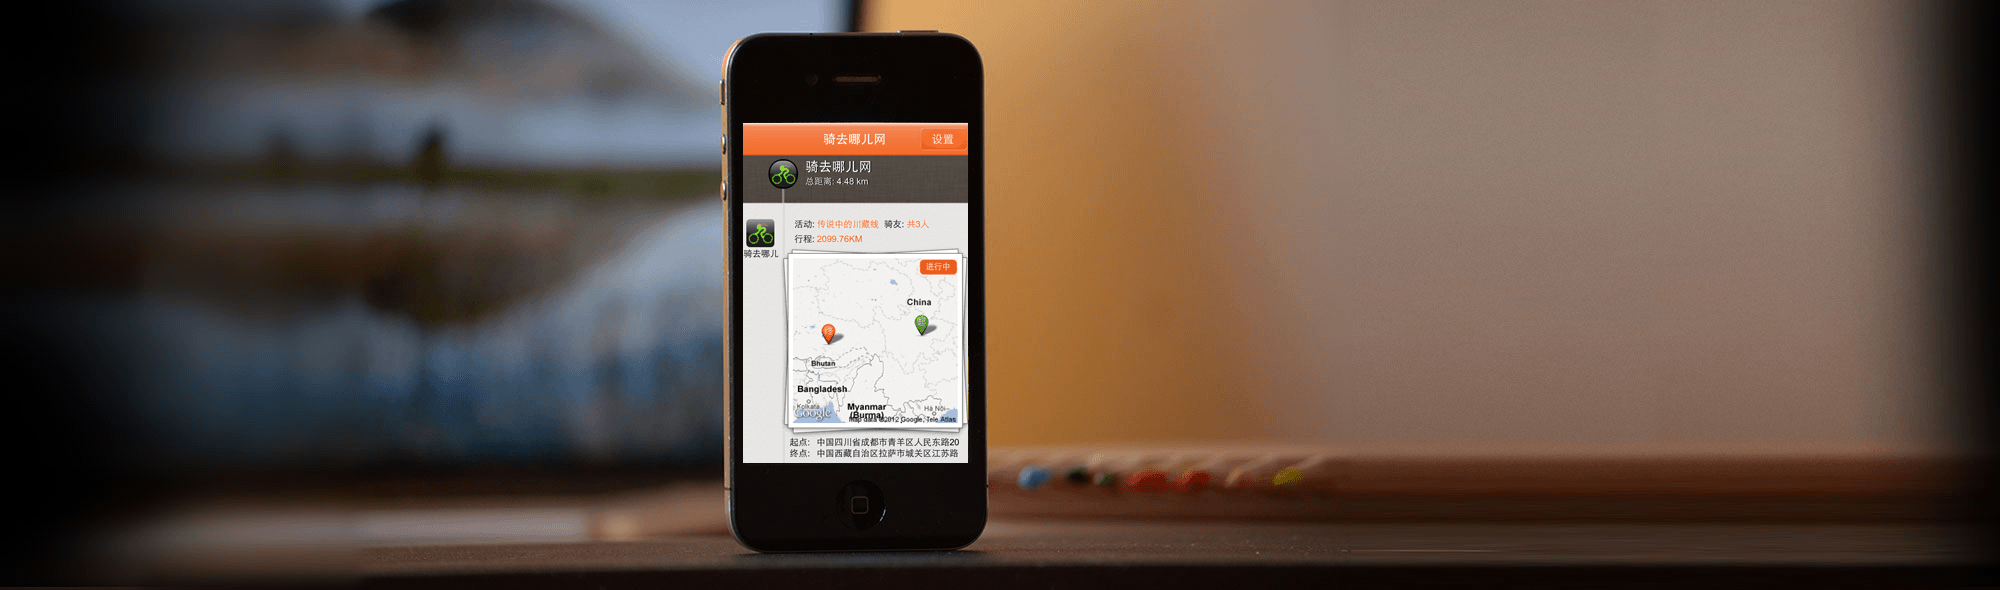 骑去哪儿网 设置
骑去哪儿网
总距离: 4.48 km
活动: 传说中的川藏线 骑友: 共3人
行程: 2099.76KM
骑去哪儿
进行中
China
终
Bhutan
Bangladesh
Kolkata
Google
Myanmar
(Burma)
Hà Nội
map data ©2012 Google, Tele Atlas
起点: 中国四川省成都市青羊区人民东路20
终点: 中国西藏自治区拉萨市城关区江苏路